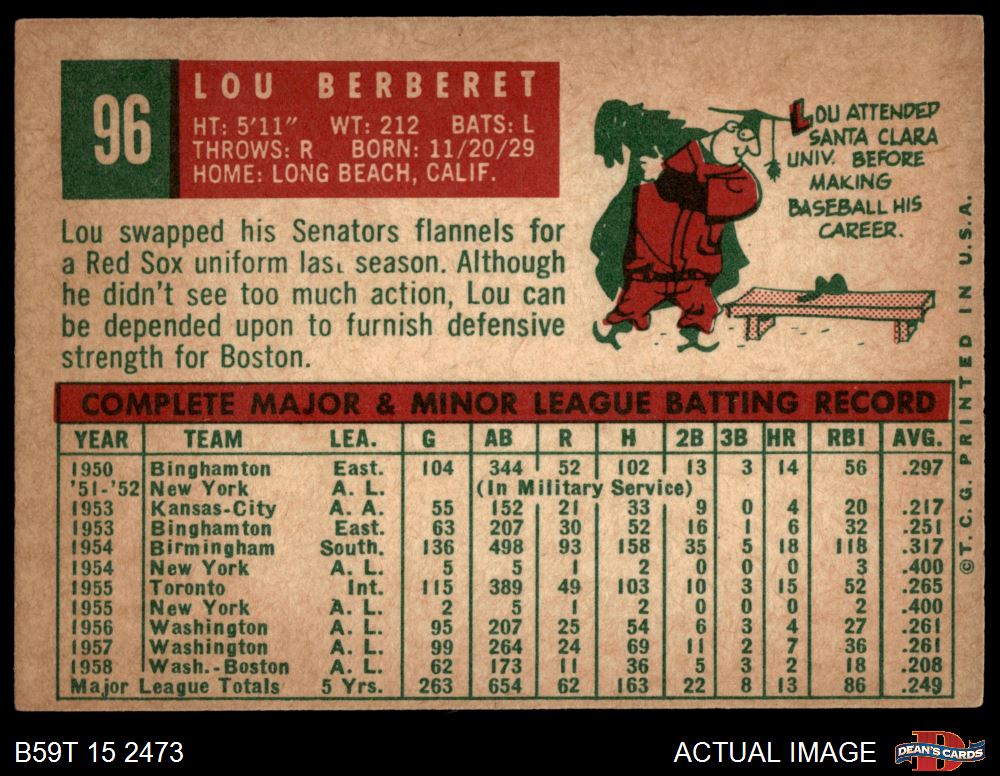 96
LOU BERBERET
HT: 5'11" WT: 212 BATS: L
THROWS: R BORN: 11/20/29
HOME: LONG BEACH, CALIF.
LOU ATTENDED
SANTA CLARA
UNIV. BEFORE
MAKING
BASEBALL HIS
CAREER.
Lou swapped his Senators flannels for
a Red Sox uniform last season. Although
he didn't see too much action, Lou can
be depended upon to furnish defensive
strength for Boston.
COMPLETE MAJOR & MINOR LEAGUE BATTING RECORD
YEAR TEAM LEA. G AB R H 2B 3B HR RBI AVG.
1950 Binghamton East. 104 344 52 102 13 3 14 56 .297
'51-'52 New York A. L. (In Military Service)
1953 Kansas-City A. A. 55 152 21 33 9 0 4 20 .217
1953 Binghamton East. 63 207 30 52 16 1 6 32 .251
1954 Birmingham South. 136 498 93 158 35 5 18 118 .317
1954 New York A. L. 5 5 1 2 0 0 0 3 .400
1955 Toronto Int. 115 389 49 103 10 3 15 52 .265
1955 New York A. L. 2 5 1 2 0 0 0 2 .400
1956 Washington A. L. 95 207 25 54 6 3 4 27 .261
1957 Washington A. L. 99 264 24 69 11 2 7 36 .261
1958 Wash.-Boston A. L. 62 173 11 36 5 3 2 18 .208
Major League Totals 5 Yrs. 263 654 62 163 22 8 13 86 .249
©T. C. G. PRINTED IN U.S.A.
B59T 15 2473
ACTUAL IMAGE
D
DEAN'S CARDS